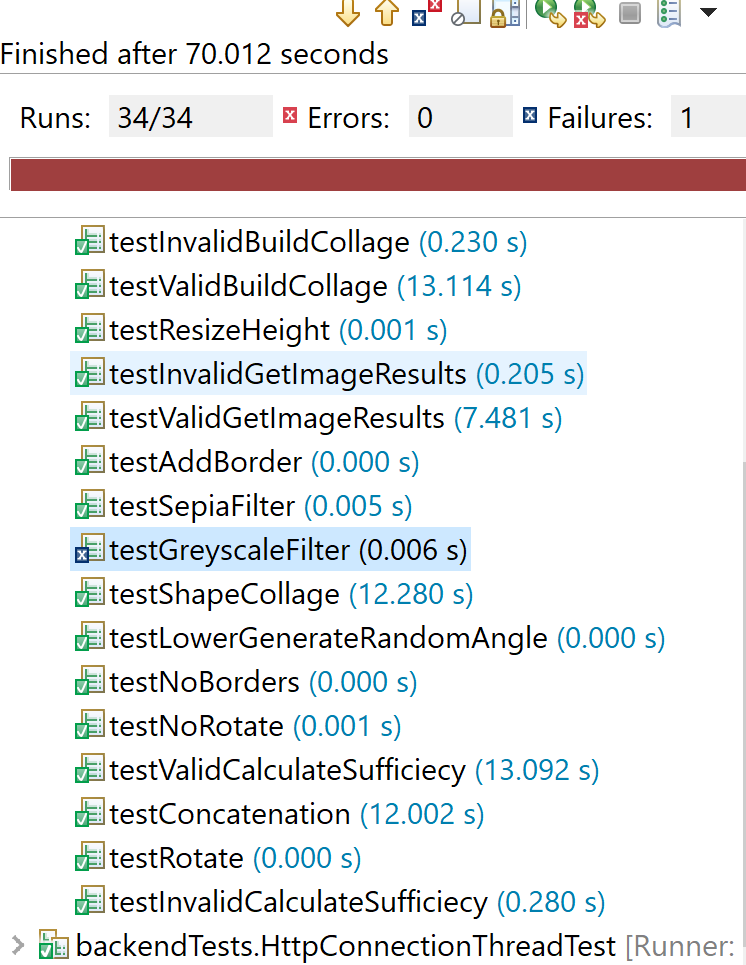 Finished after 70.012 seconds
Runs: 34/34 Errors: 0 Failures: 1
testInvalidBuildCollage (0.230 s)
testValidBuildCollage (13.114 s)
testResizeHeight (0.001 s)
testInvalidGetImageResults (0.205 s)
testValidGetImageResults (7.481 s)
testAddBorder (0.000 s)
testSepiaFilter (0.005 s)
testGreyscaleFilter (0.006 s)
testShapeCollage (12.280 s)
testLowerGenerateRandomAngle (0.000 s)
testNoBorders (0.000 s)
testNoRotate (0.001 s)
testValidCalculateSufficiecy (13.092 s)
testConcatenation (12.002 s)
testRotate (0.000 s)
testInvalidCalculateSufficiecy (0.280 s)
backendTests.HttpConnectionThreadTest [Runner: